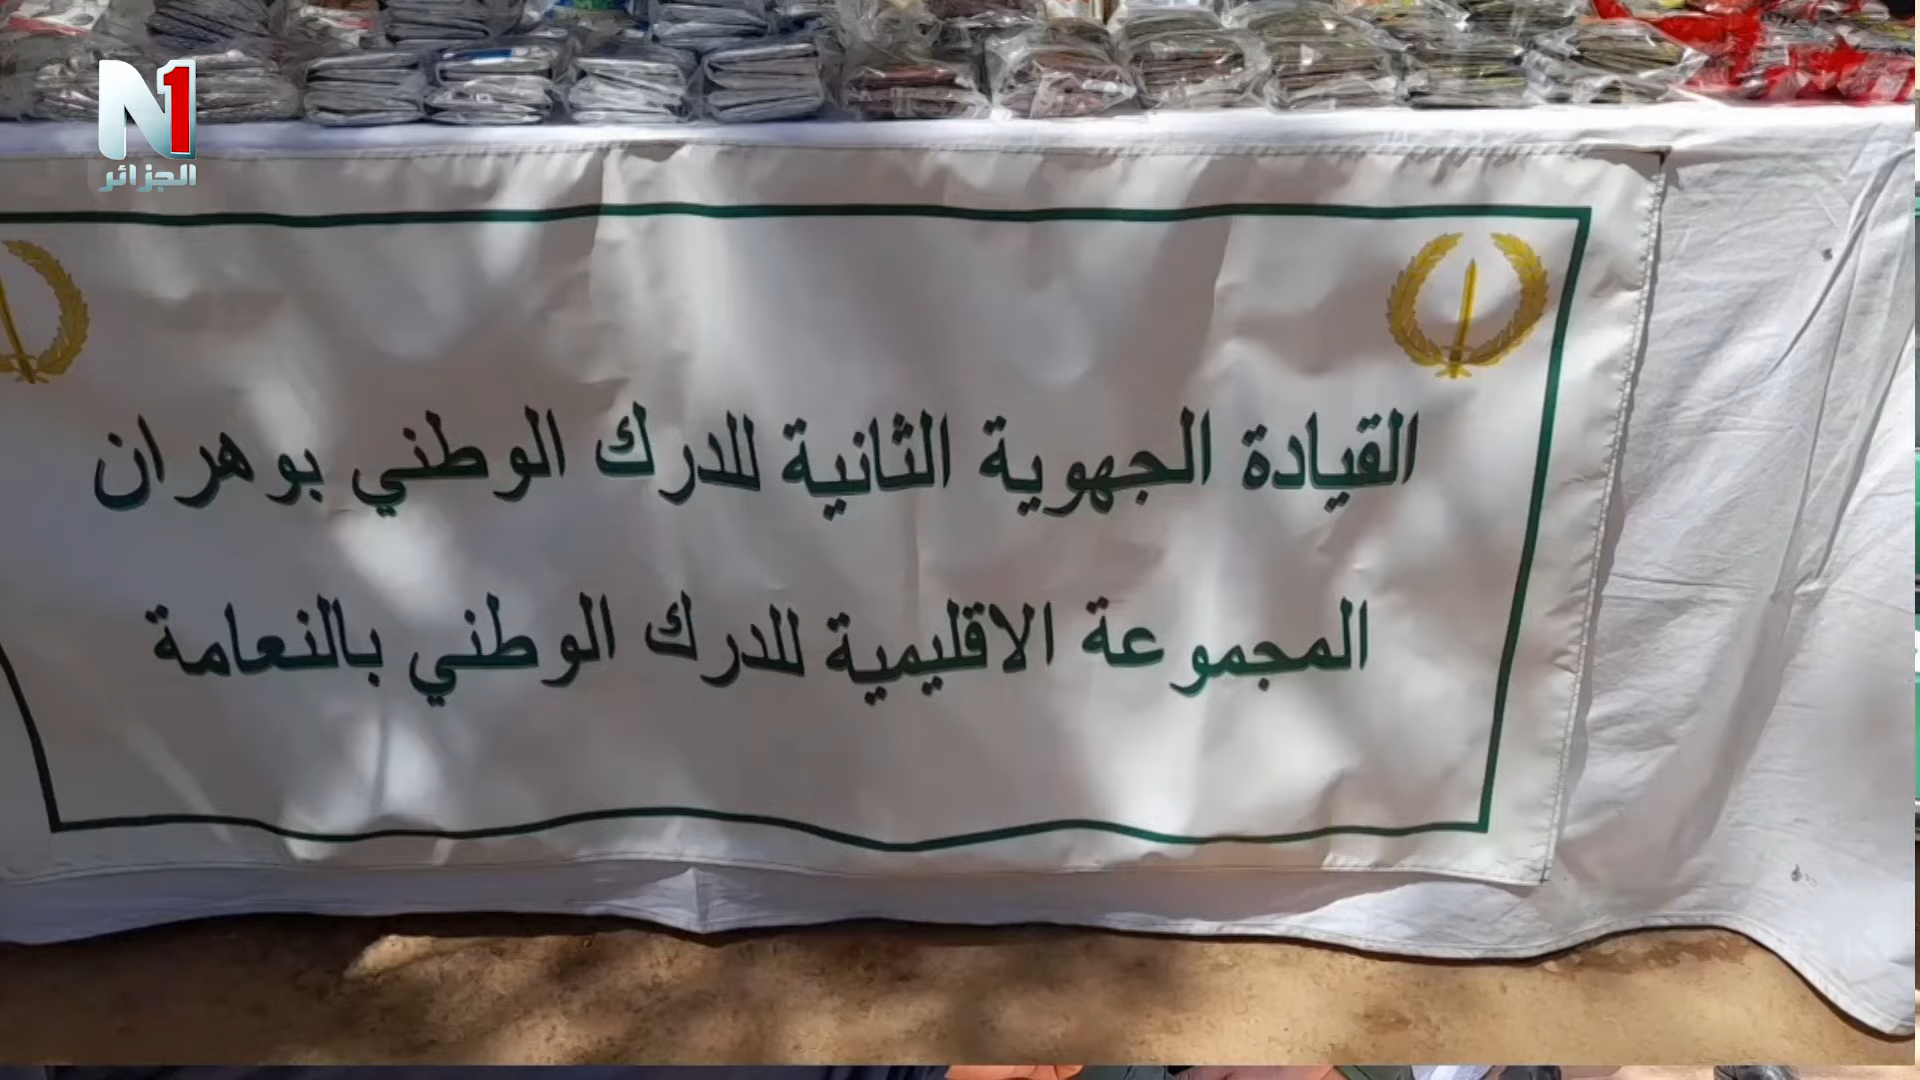 N1
الجزائر
القيادة الجهوية الثانية للدرك الوطني بوهران
المجموعة الاقليمية للدرك الوطني بالنعامة